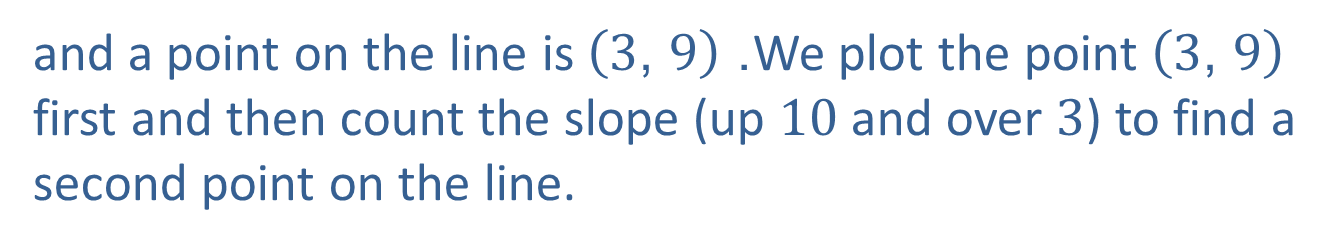 and a point on the line is (3, 9) .We plot the point (3, 9)
first and then count the slope (up 10 and over 3) to find a
second point on the line.